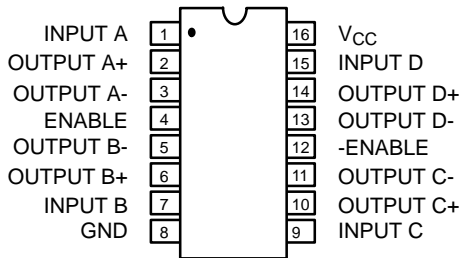 INPUT A 1 16 VCC
OUTPUT A+ 2 15 INPUT D
OUTPUT A- 3 14 OUTPUT D+
ENABLE 4 13 OUTPUT D-
OUTPUT B- 5 12 -ENABLE
OUTPUT B+ 6 11 OUTPUT C-
INPUT B 7 10 OUTPUT C+
GND 8 9 INPUT C